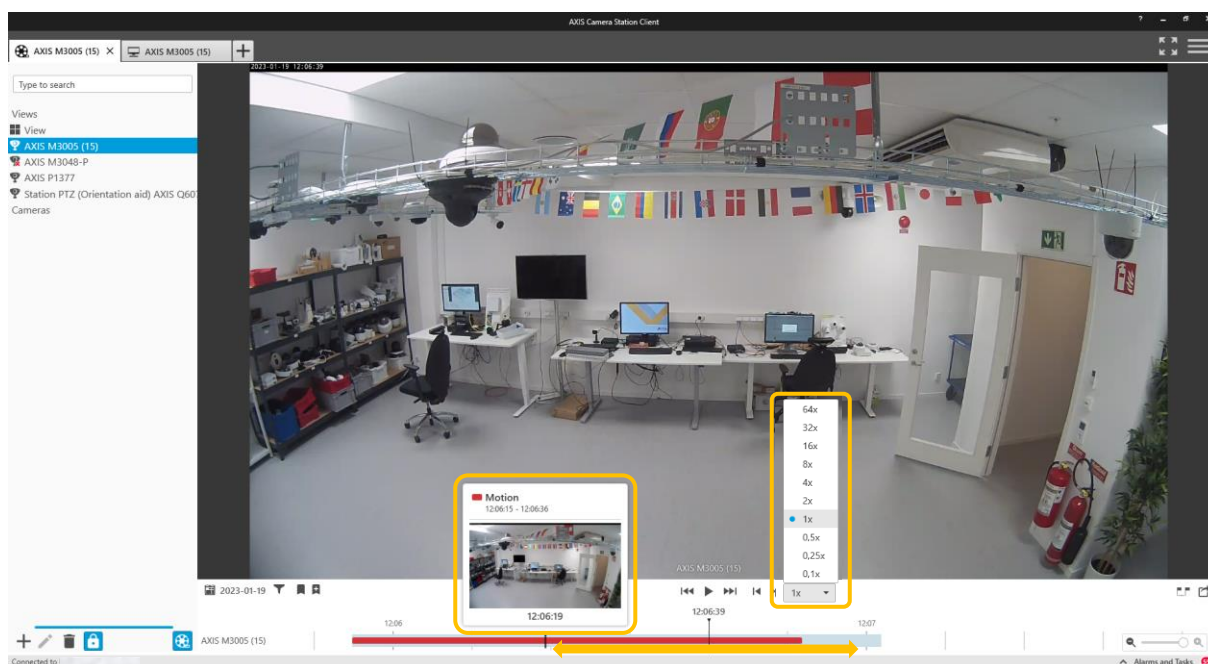 AXIS Camera Station Client
AXIS M3005 (15)
AXIS M3005 (15)
2023-01-19 12:06:39
Type to search
Views
View
AXIS M3005 (15)
AXIS M3048-P
AXIS P1377
Station PTZ (Orientation aid) AXIS Q60
Cameras
64x
32x
16x
8x
4x
2x
1x
0,5x
0,25x
0,1x
Motion
12:06:15 - 12:06:36
12:06:19
AXIS M3005 (15)
2023-01-19
1x
12:06:39
12:06
12:07
AXIS M3005 (15)
Connected to
Alarms and Tasks